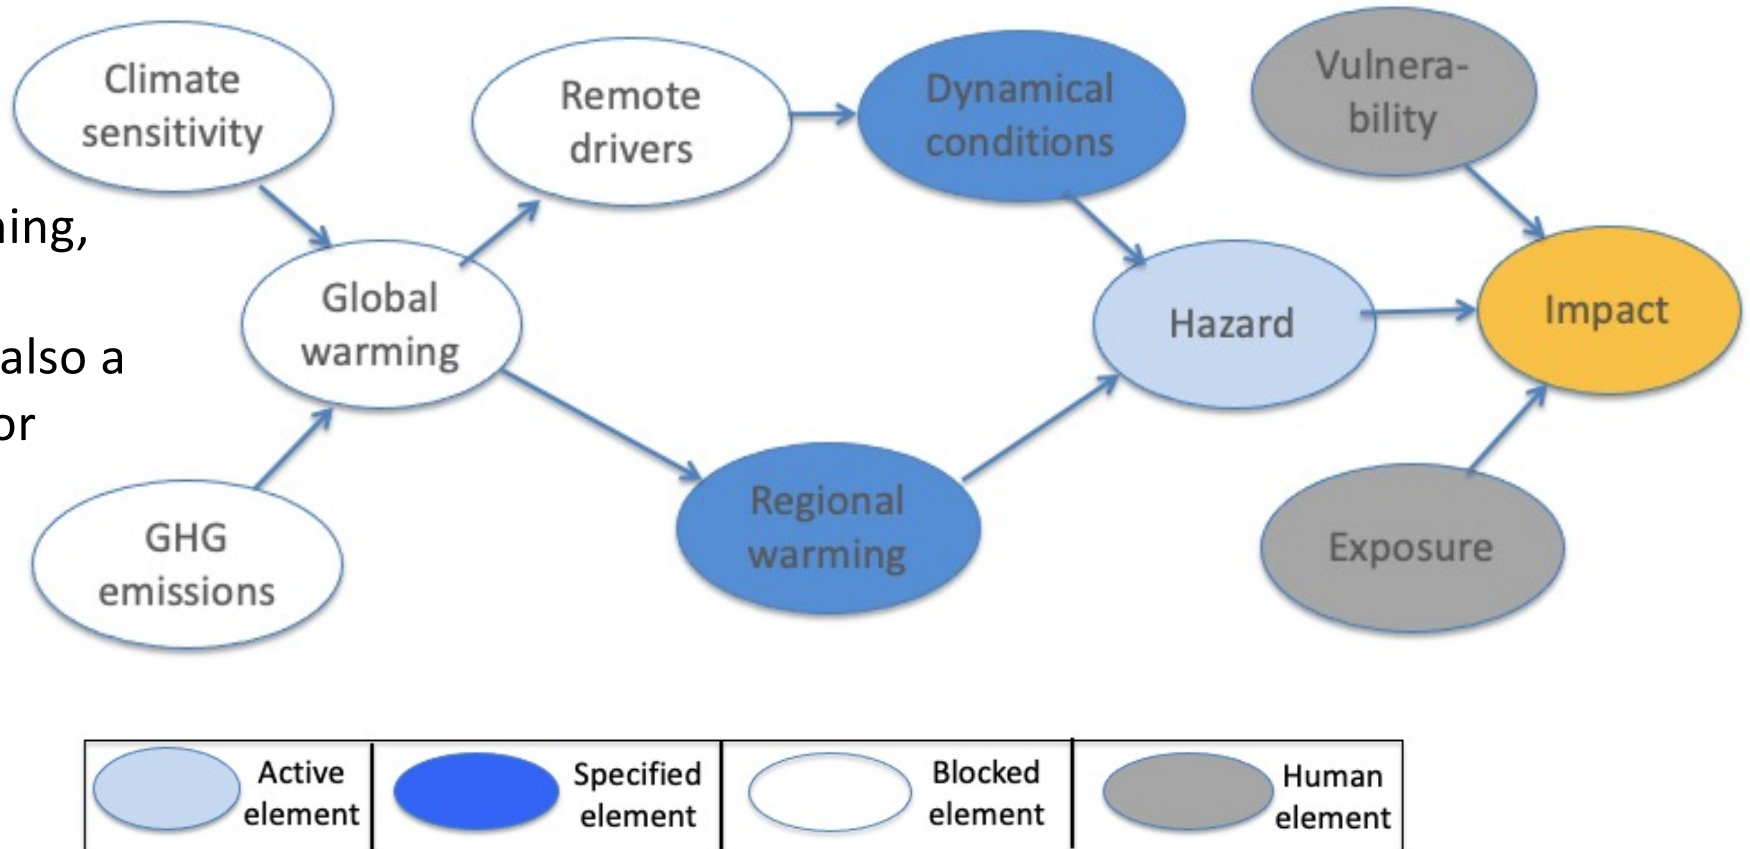 Climate
sensitivity
Remote
drivers
Dynamical
conditions
Vulnera-
bility
ning,
also a
or
Global
warming
Hazard
Impact
GHG
emissions
Regional
warming
Exposure
Active
element
Specified
element
Blocked
element
Human
element